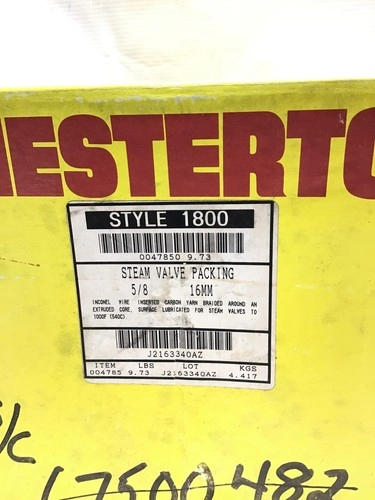 HESTERTO
STYLE 1800
0047850 9.73
STEAM VALVE PACKING
5/8 16MM
INCONEL WIRE INSERTED CARBON YARN BRAIDED AROUND AN
EXTRUDED CORE, SURFACE LUBRICATED FOR STEAM VALVES TO
1000F (540C)
J2163340AZ
ITEM LBS LOT KGS
004785 9.73 J2163340AZ 4.417
S/C
17500482